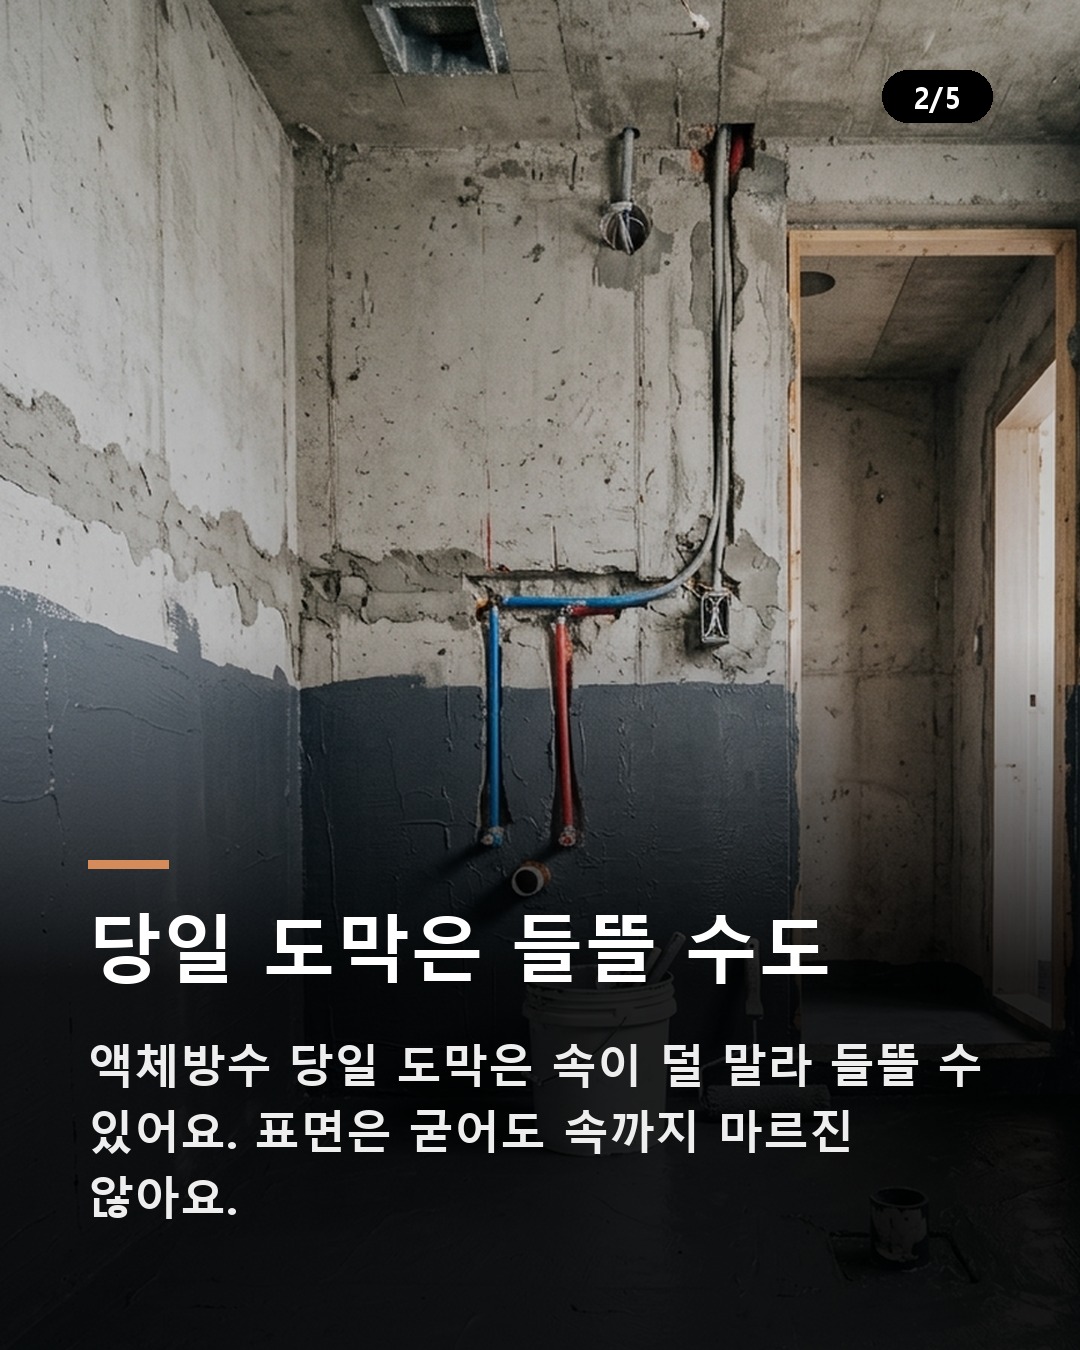 2/5
당일 도막은 들뜰 수도
액체방수 당일 도막은 속이 덜 말라 들뜰 수
있어요. 표면은 굳어도 속까지 마르진
않아요.